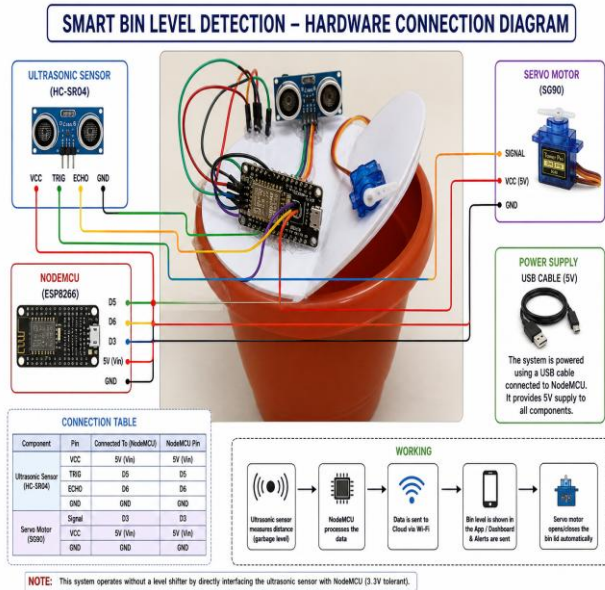 SMART BIN LEVEL DETECTION – HARDWARE CONNECTION DIAGRAM
ULTRASONIC SENSOR
(HC-SR04)
VCC TRIG ECHO GND
NODEMCU
(ESP8266)
D5
D6
D3
5V (Vin)
GND
SERVO MOTOR
(SG90)
SIGNAL
VCC (5V)
GND
POWER SUPPLY
USB CABLE (5V)
The system is powered
using a USB cable
connected to NodeMCU.
It provides 5V supply to
all components.
CONNECTION TABLE
Component Pin Connected To (NodeMCU) NodeMCU Pin
Ultrasonic Sensor
(HC-SR04)
VCC 5V (Vin) 5V (Vin)
TRIG D5 D5
ECHO D6 D6
GND GND GND
Servo Motor
(SG90)
Signal D3 D3
VCC 5V (Vin) 5V (Vin)
GND GND GND
WORKING
Ultrasonic sensor
measures distance
(garbage level)
NodeMCU
processes the
data
Data is sent to
Cloud via Wi-Fi
Bin level is shown in
the App / Dashboard
& Alerts are sent
Servo motor
opens/closes the
bin lid automatically
NOTE: This system operates without a level shifter by directly interfacing the ultrasonic sensor with NodeMCU (3.3V tolerant).